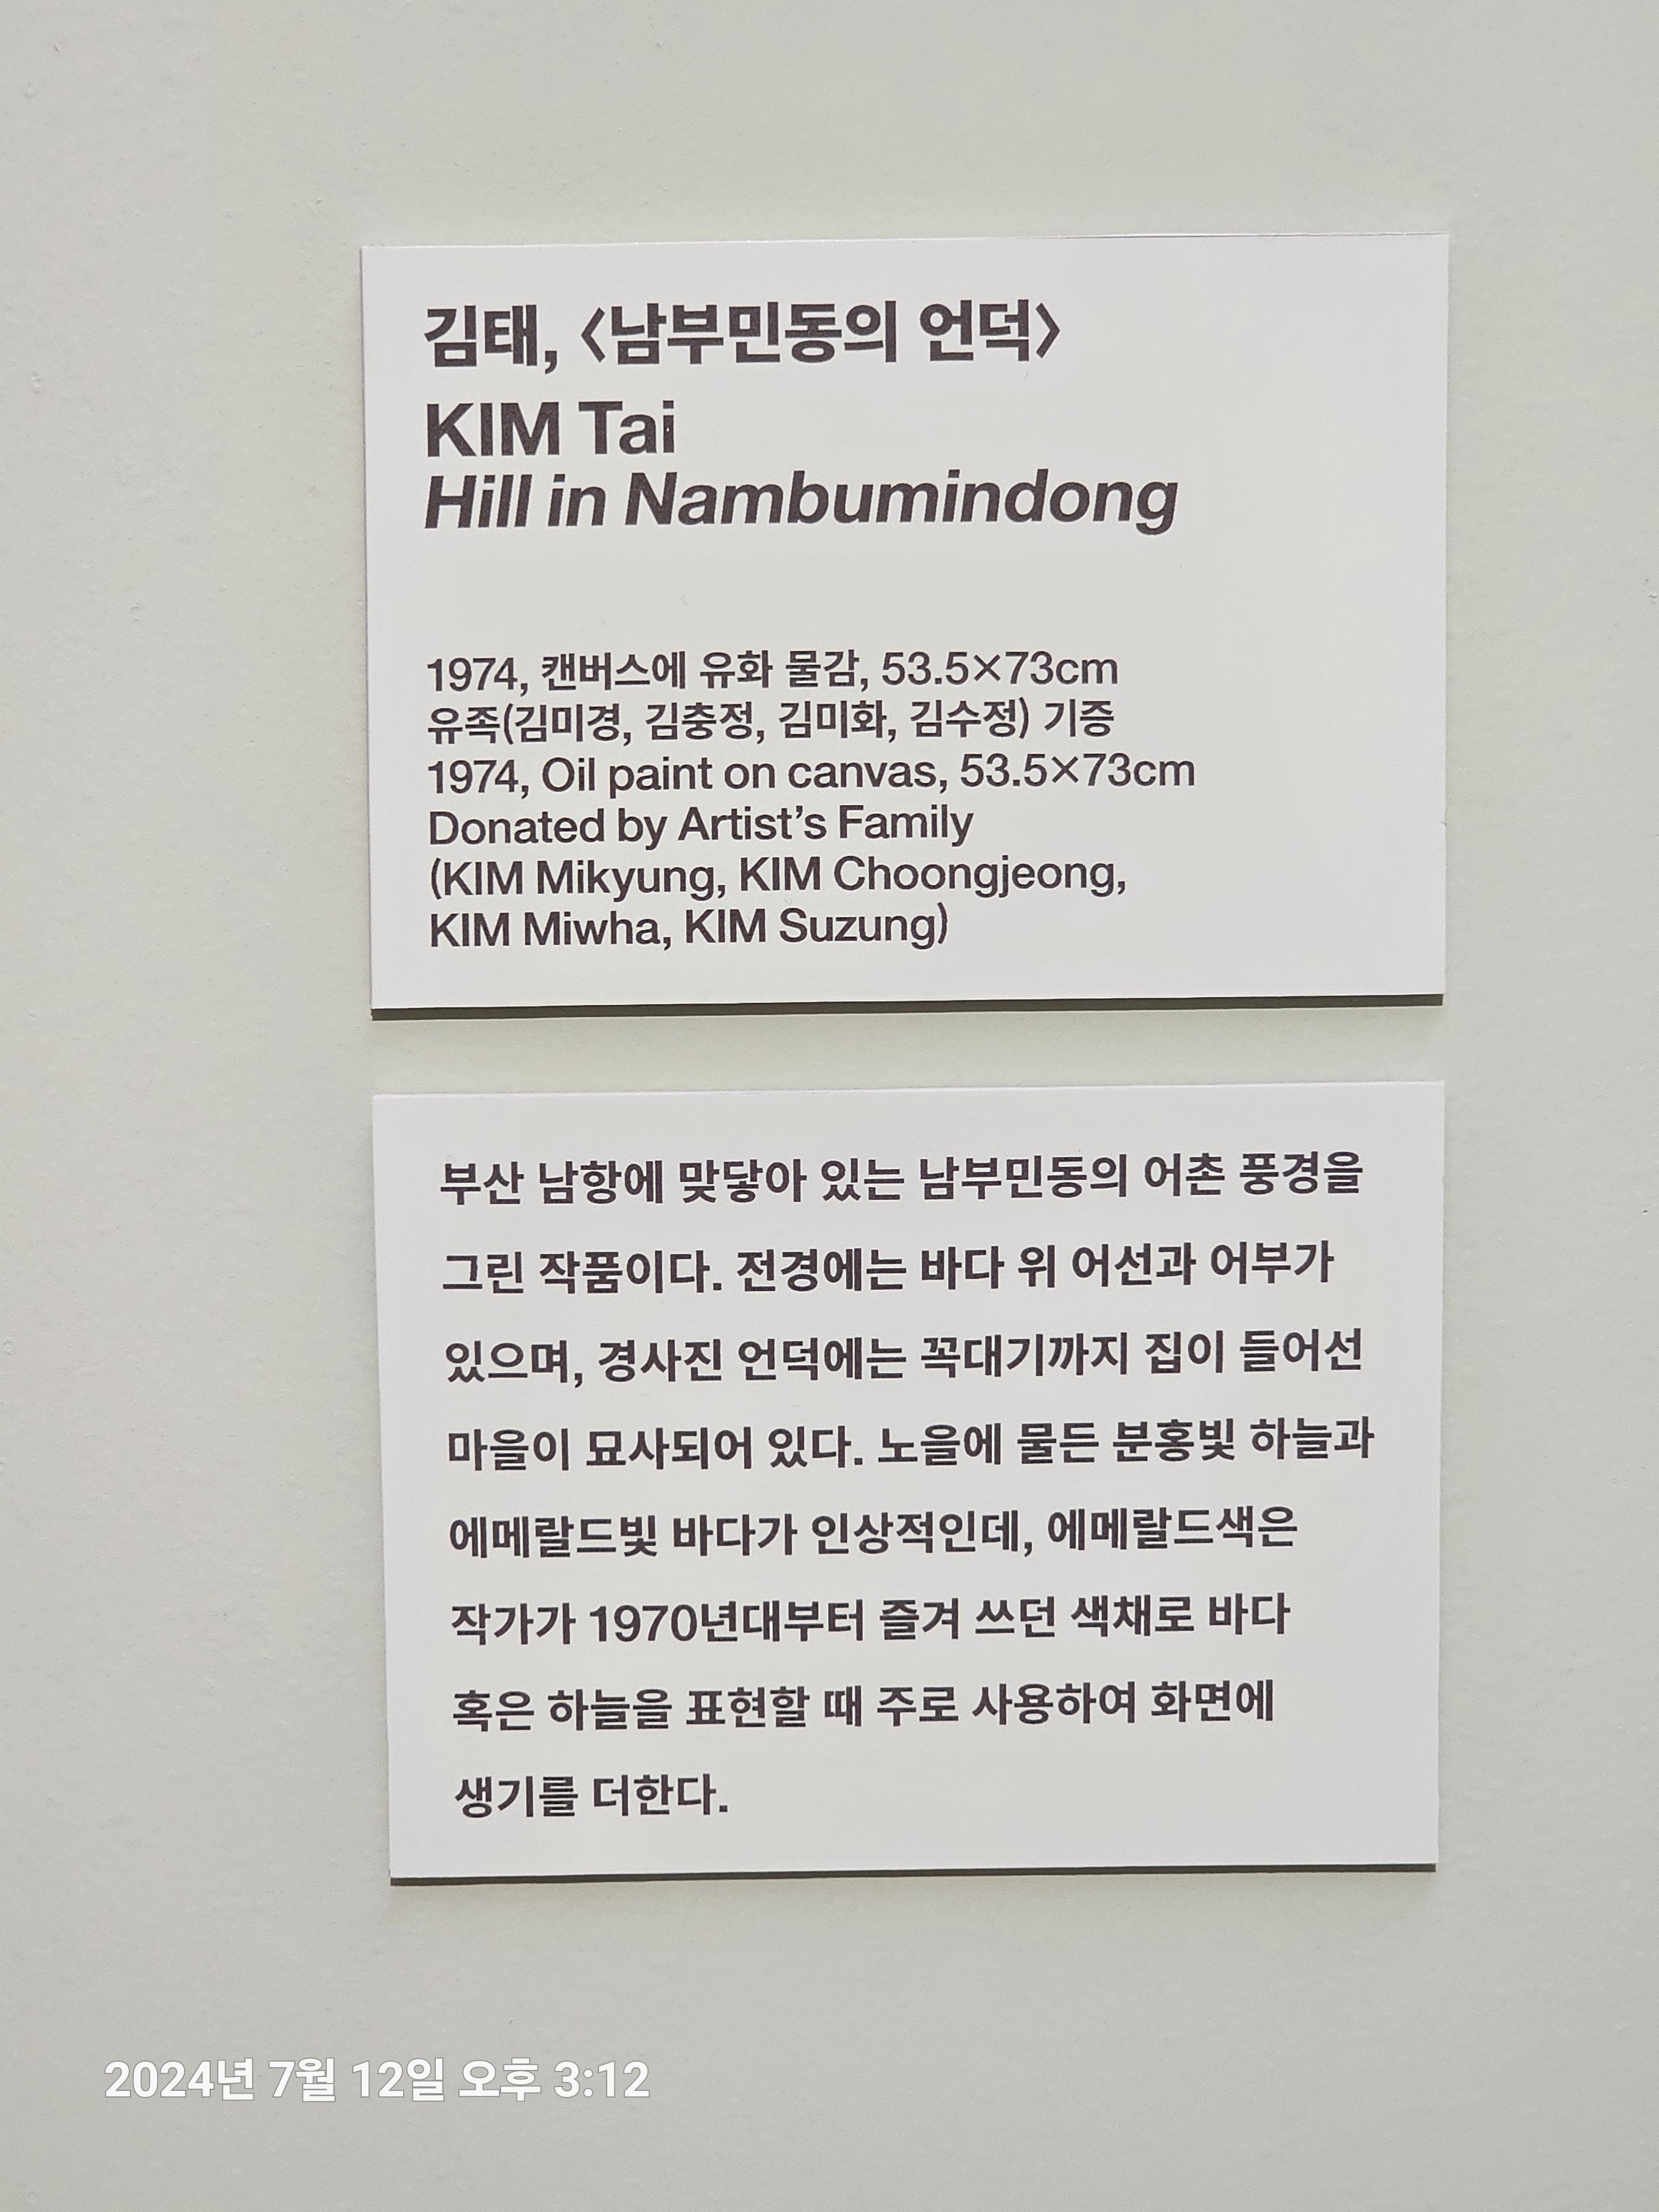 김태, 〈남부민동의 언덕〉
KIM Tai
Hill in Nambumindong
1974, 캔버스에 유화 물감, 53.5×73cm
유족(김미경, 김충정, 김미화, 김수정) 기증
1974, Oil paint on canvas, 53.5×73cm
Donated by Artist’s Family
(KIM Mikyung, KIM Choongjeong,
KIM Miwha, KIM Suzung)
부산 남항에 맞닿아 있는 남부민동의 어촌 풍경을
그린 작품이다. 전경에는 바다 위 어선과 어부가
있으며, 경사진 언덕에는 꼭대기까지 집이 들어선
마을이 묘사되어 있다. 노을에 물든 분홍빛 하늘과
에메랄드빛 바다가 인상적인데, 에메랄드색은
작가가 1970년대부터 즐겨 쓰던 색채로 바다
혹은 하늘을 표현할 때 주로 사용하여 화면에
생기를 더한다.
2024년 7월 12일 오후 3:12